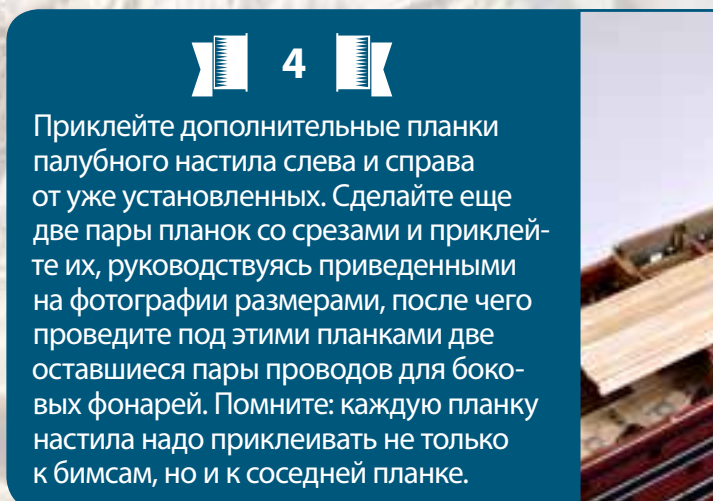 4
Приклейте дополнительные планки
палубного настила слева и справа
от уже установленных. Сделайте еще
две пары планок со срезами и приклей-
те их, руководствуясь приведенными
на фотографии размерами, после чего
проведите под этими планками две
оставшиеся пары проводов для боко-
вых фонарей. Помните: каждую планку
настила надо приклеивать не только
к бимсам, но и к соседней планке.